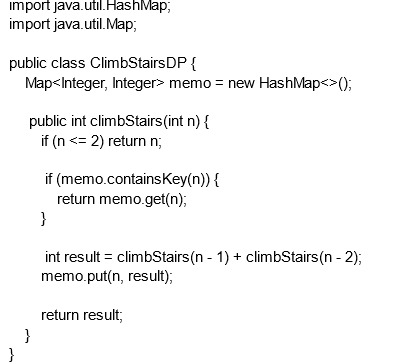 import java.util.HashMap;
import java.util.Map;
public class ClimbStairsDP {
Map<Integer, Integer> memo = new HashMap<>();
public int climbStairs(int n) {
if (n <= 2) return n;
if (memo.containsKey(n)) {
return memo.get(n);
}
int result = climbStairs(n - 1) + climbStairs(n - 2);
memo.put(n, result);
return result;
}
}